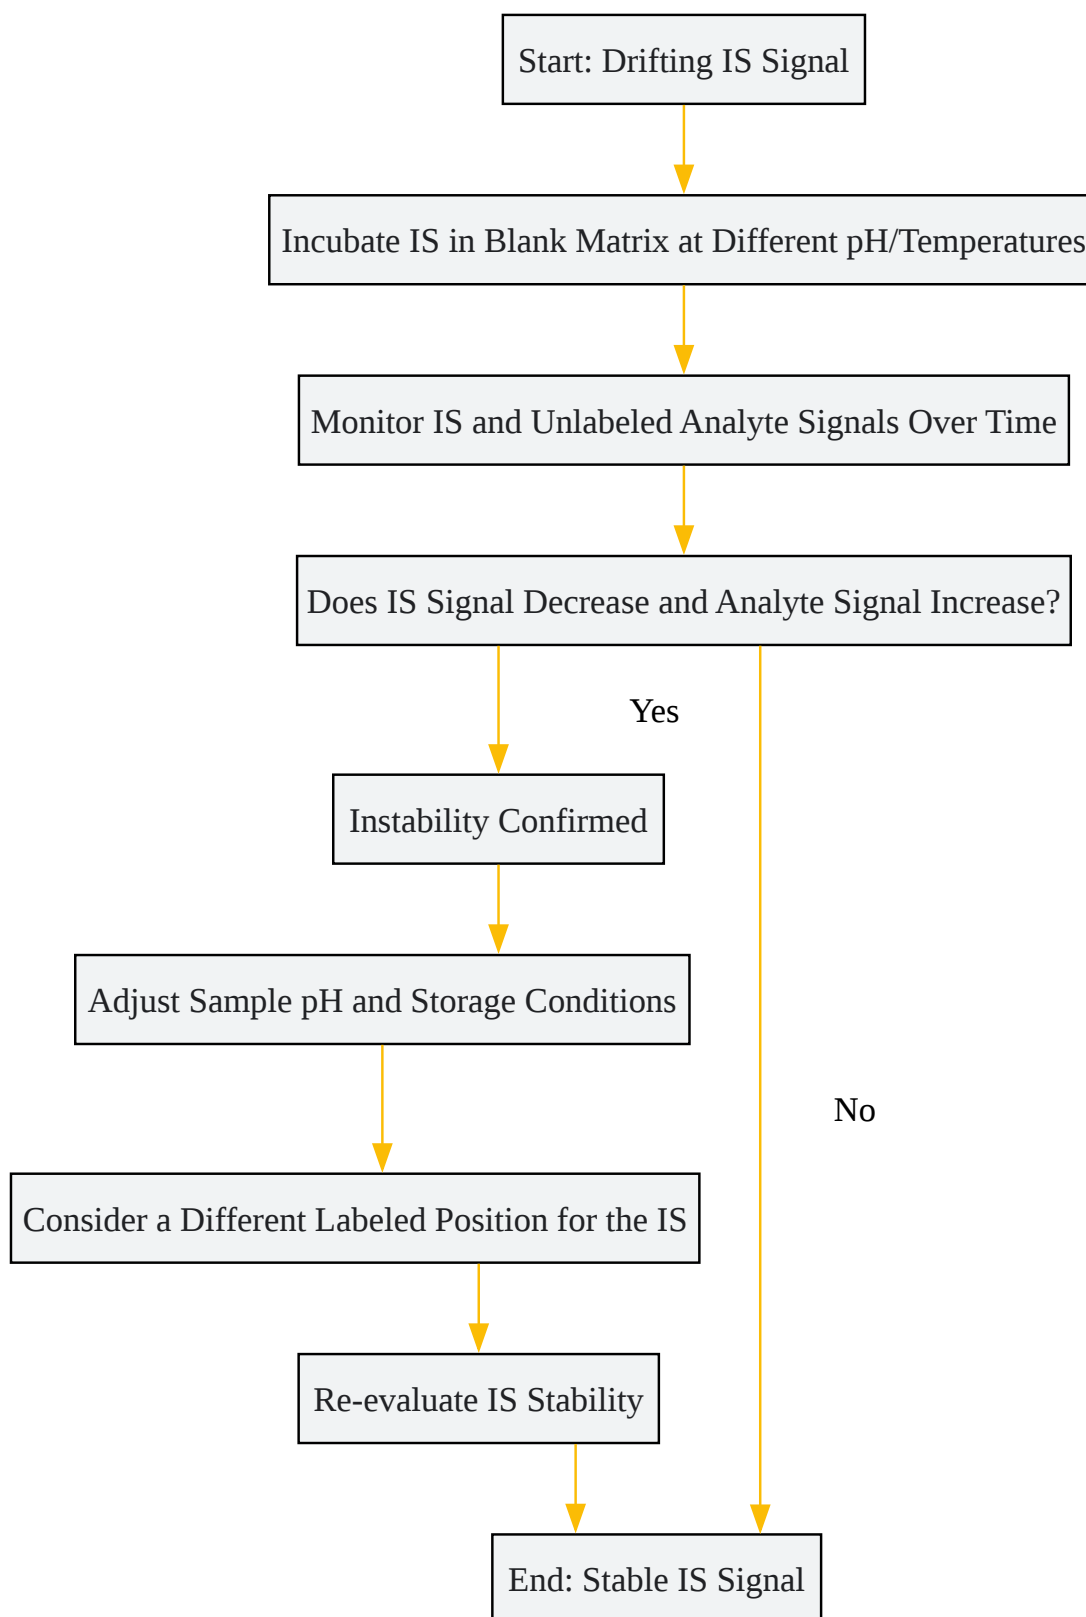 Start: Drifting IS Signal
Incubate IS in Blank Matrix at Different pH/Temperatures
Monitor IS and Unlabeled Analyte Signals Over Time
Does IS Signal Decrease and Analyte Signal Increase?
Yes
Instability Confirmed
Adjust Sample pH and Storage Conditions
No
Consider a Different Labeled Position for the IS
Re-evaluate IS Stability
End: Stable IS Signal